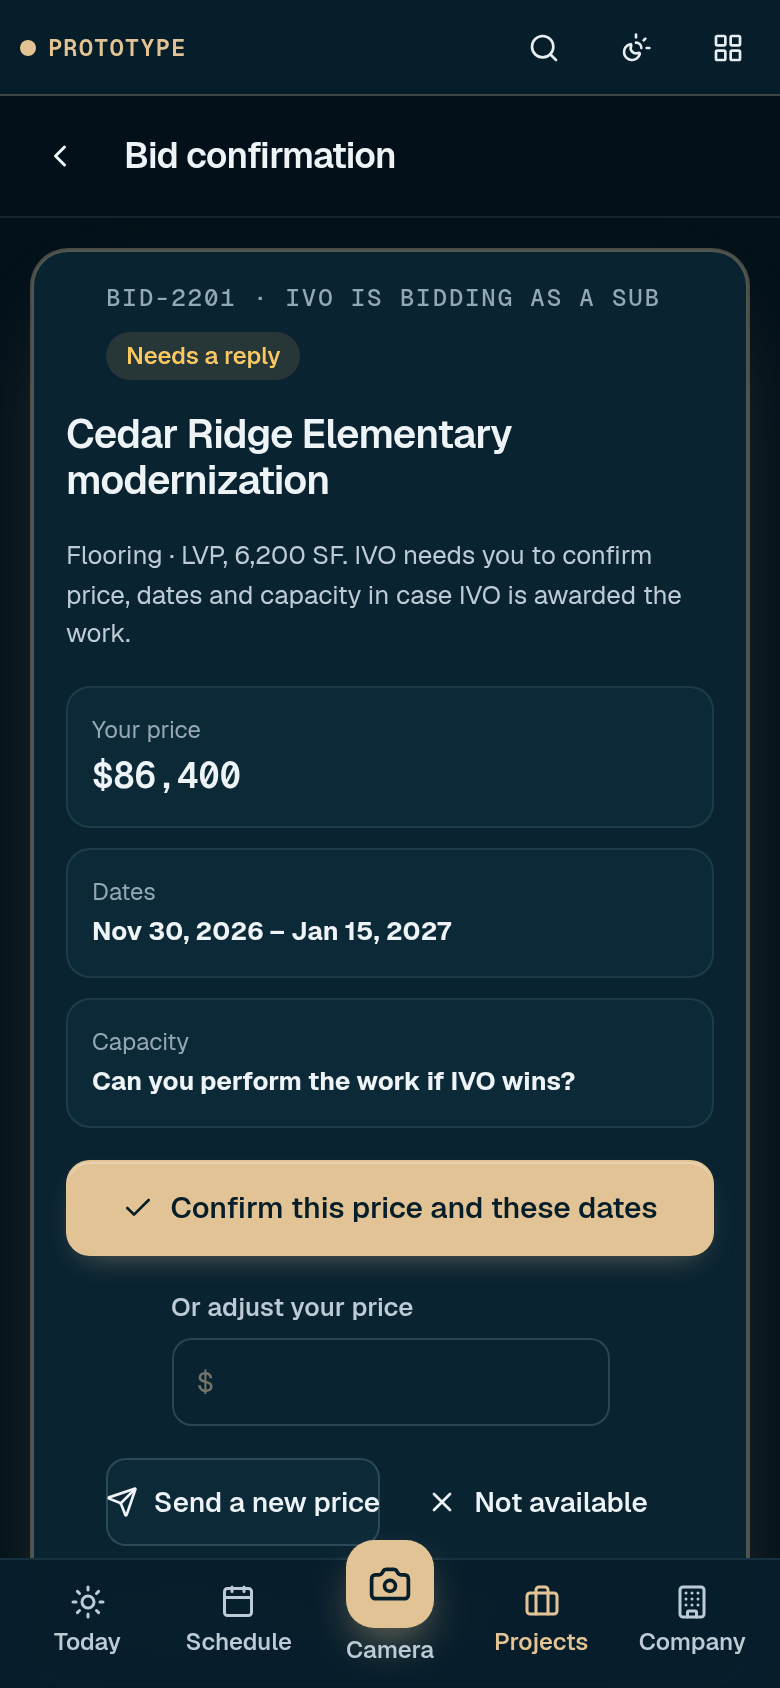 PROTOTYPE
Bid confirmation
BID-2201 · IVO IS BIDDING AS A SUB
Needs a reply
Cedar Ridge Elementary
modernization
Flooring · LVP, 6,200 SF. IVO needs you to confirm
price, dates and capacity in case IVO is awarded the
work.
Your price
$86,400
Dates
Nov 30, 2026 – Jan 15, 2027
Capacity
Can you perform the work if IVO wins?
Confirm this price and these dates
Or adjust your price
$
Send a new price
Not available
Today
Schedule
Camera
Projects
Company